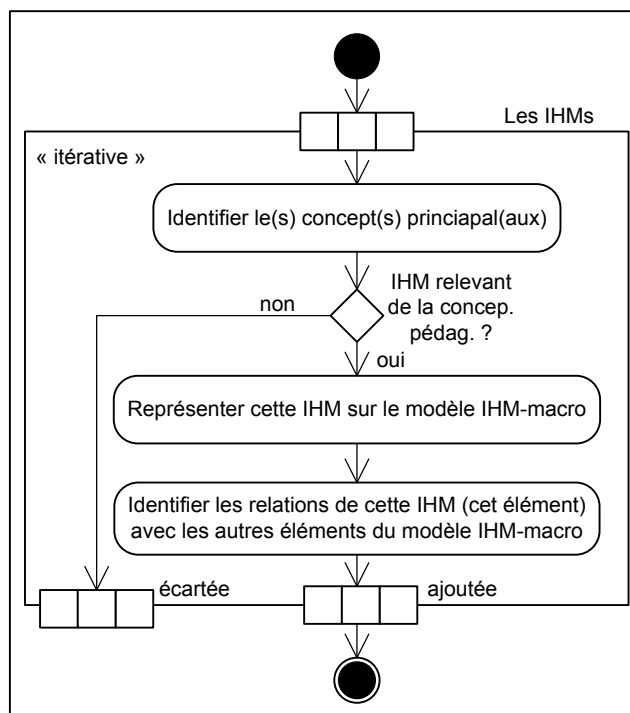 Les IHMs
« itérative »
Identifier le(s) concept(s) princiapal(aux)
IHM relevant
de la concep.
pédag. ?
non
oui
Représenter cette IHM sur le modèle IHM-macro
Identifier les relations de cette IHM (cet élément)
avec les autres éléments du modèle IHM-macro
écartée
ajoutée